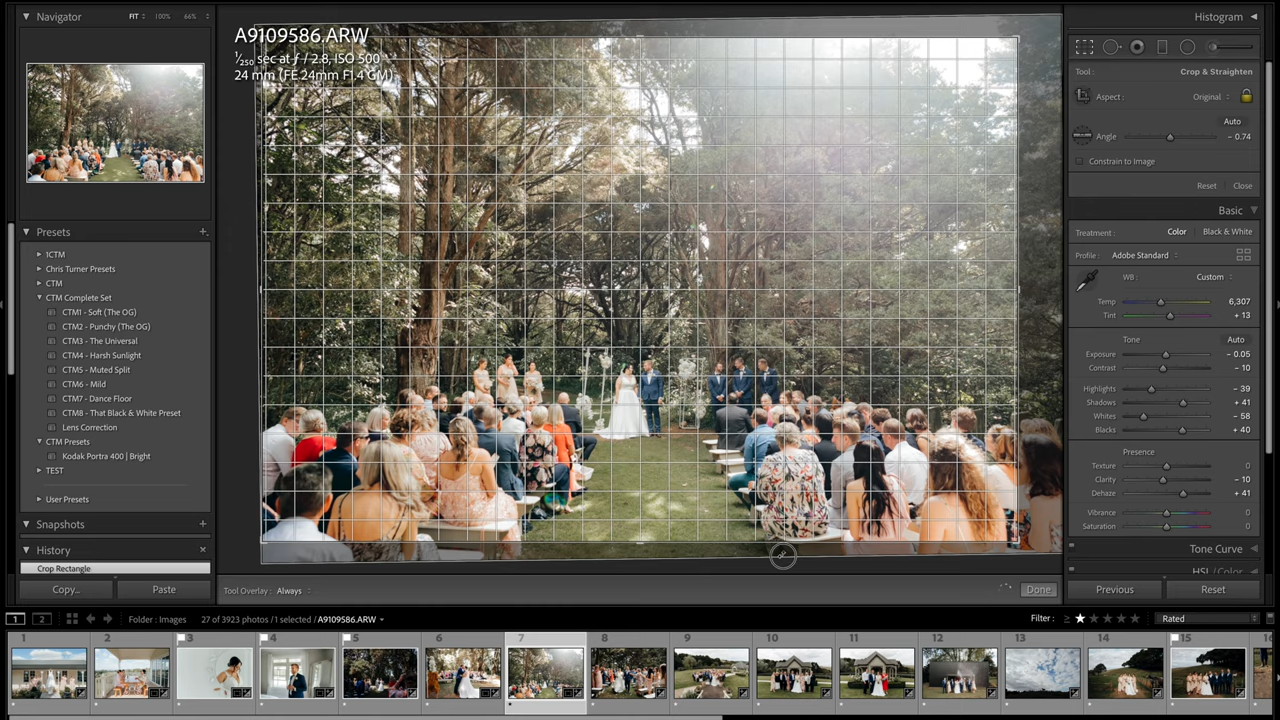 Navigator
FIT
100%
66%
Presets
1CTM
Chris Turner Presets
CTM
CTM Complete Set
CTM1 - Soft (The OG)
CTM2 - Punchy (The OG)
CTM3 - The Universal
CTM4 - Harsh Sunlight
CTM5 - Muted Split
CTM6 - Mild
CTM7 - Dance Floor
CTM8 - That Black & White Preset
Lens Correction
CTM Presets
Kodak Portra 400 | Bright
TEST
User Presets
Snapshots
History
Crop Rectangle
Copy...
Paste
A9109586.ARW
1/250 sec at ƒ / 2.8, ISO 500
24 mm (FE 24mm F1.4 GM)
Tool Overlay : Always
Done
Histogram
Tool : Crop & Straighten
Aspect : Original
Auto
Angle - 0.74
Constrain to Image
Reset Close
Basic
Treatment : Color Black & White
Profile : Adobe Standard
WB : Custom
Temp 6,307
Tint + 13
Tone Auto
Exposure - 0.05
Contrast - 10
Highlights - 39
Shadows + 41
Whites - 58
Blacks + 40
Presence
Texture 0
Clarity - 10
Dehaze + 41
Vibrance 0
Saturation 0
Tone Curve
HSL / Color
Previous
Reset
1 2 Folder : Images 27 of 3923 photos / 1 selected / A9109586.ARW
Filter : ≥ Rated
1 2 3 4 5 6 7 8 9 10 11 12 13 14 15 16